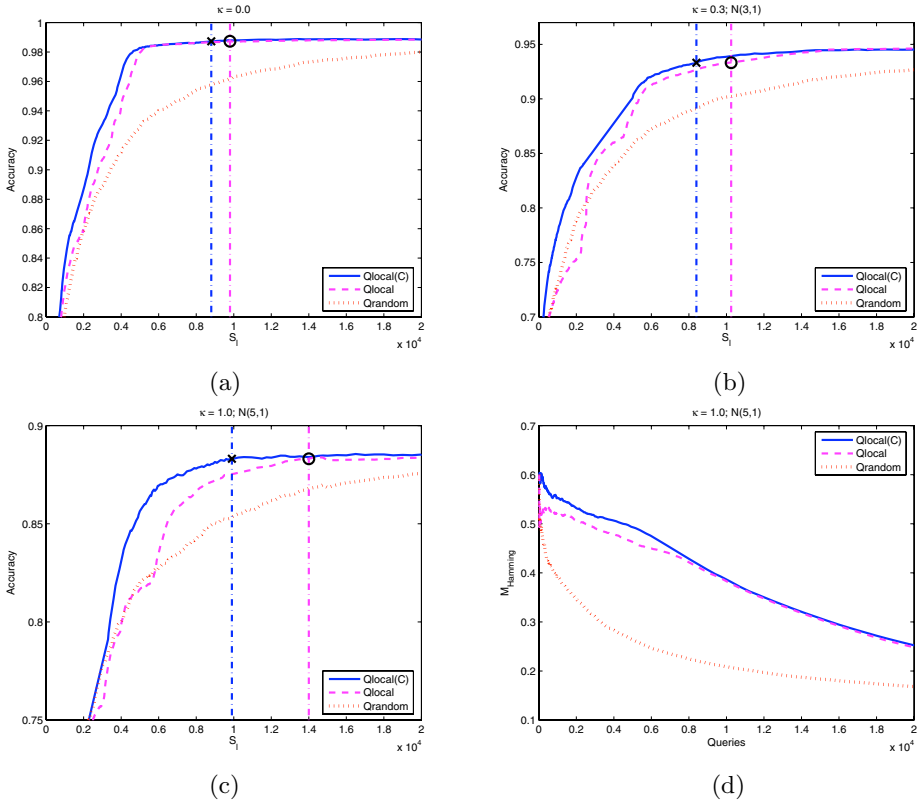 κ = 0.0
Accuracy
1
0.98
0.96
0.94
0.92
0.9
0.88
0.86
0.84
0.82
0.8
Qlocal(C)
Qlocal
Qrandom
0 0.2 0.4 0.6 0.8 1 1.2 1.4 1.6 1.8 2
S_l
x 10^4
(a)
κ = 0.3; N(3,1)
Accuracy
0.95
0.9
0.85
0.8
0.75
0.7
Qlocal(C)
Qlocal
Qrandom
0 0.2 0.4 0.6 0.8 1 1.2 1.4 1.6 1.8 2
S_l
x 10^4
(b)
κ = 1.0; N(5,1)
Accuracy
0.9
0.85
0.8
0.75
Qlocal(C)
Qlocal
Qrandom
0 0.2 0.4 0.6 0.8 1 1.2 1.4 1.6 1.8 2
S_l
x 10^4
(c)
κ = 1.0; N(5,1)
M_Hamming
0.7
0.6
0.5
0.4
0.3
0.2
0.1
Qlocal(C)
Qlocal
Qrandom
0 0.2 0.4 0.6 0.8 1 1.2 1.4 1.6 1.8 2
Queries
x 10^4
(d)